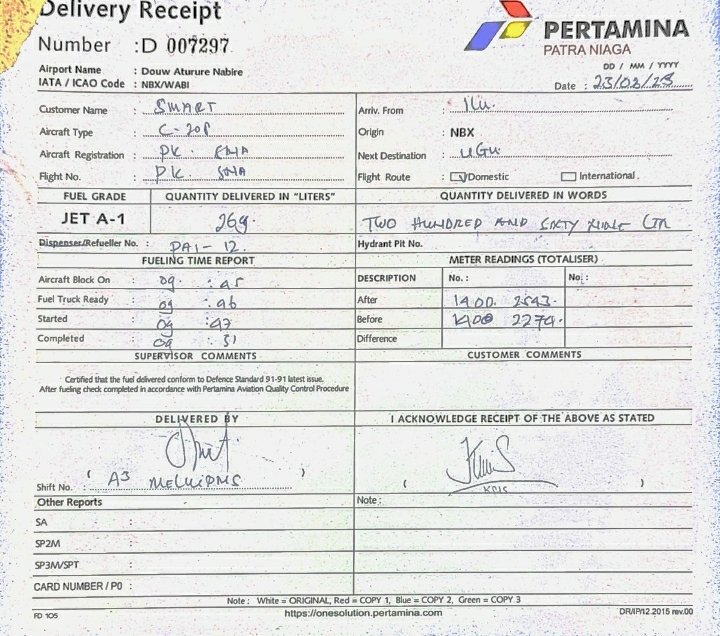 Delivery Receipt
Number : D 007297
PERTAMINA
PATRA NIAGA
Airport Name : Douw Aturure Nabire
IATA / ICAO Code : NBX/WABI
DD / MM / YYYY
Date :
Customer Name : SMART
Arriv. From :
Aircraft Type : C-208
Origin : NBX
Aircraft Registration : PK.
Next Destination : UGU
Flight No. : PK. SNA
Flight Route : Domestic International
FUEL GRADE QUANTITY DELIVERED IN "LITERS" QUANTITY DELIVERED IN WORDS
JET A-1 269. TWO HUNDRED AND SIXTY NINE LTR
Dispenser/Refueller No. : PAI-12. Hydrant Pit No.
FUELING TIME REPORT METER READINGS (TOTALISER)
Aircraft Block On : 09 : 45 DESCRIPTION No. : No. :
Fuel Truck Ready : 09 : 46 After 1400 2543.
Started : 09 : 47 Before 1400 2274.
Completed : 09 : 51 Difference
SUPERVISOR COMMENTS CUSTOMER COMMENTS
Certified that the fuel delivered conform to Defence Standard 91-91 latest issue.
After fueling check completed in accordance with Pertamina Aviation Quality Control Procedure
DELIVERED BY I ACKNOWLEDGE RECEIPT OF THE ABOVE AS STATED
Shift No. ( A3 ) ( KRIS )
Other Reports Note :
SA :
SP2M :
SP3M/SPT :
CARD NUMBER / PO :
Note : White = ORIGINAL, Red = COPY 1, Blue = COPY 2, Green = COPY 3
FD 105 https://onesolution.pertamina.com DR/IP/12.2015 rev.00